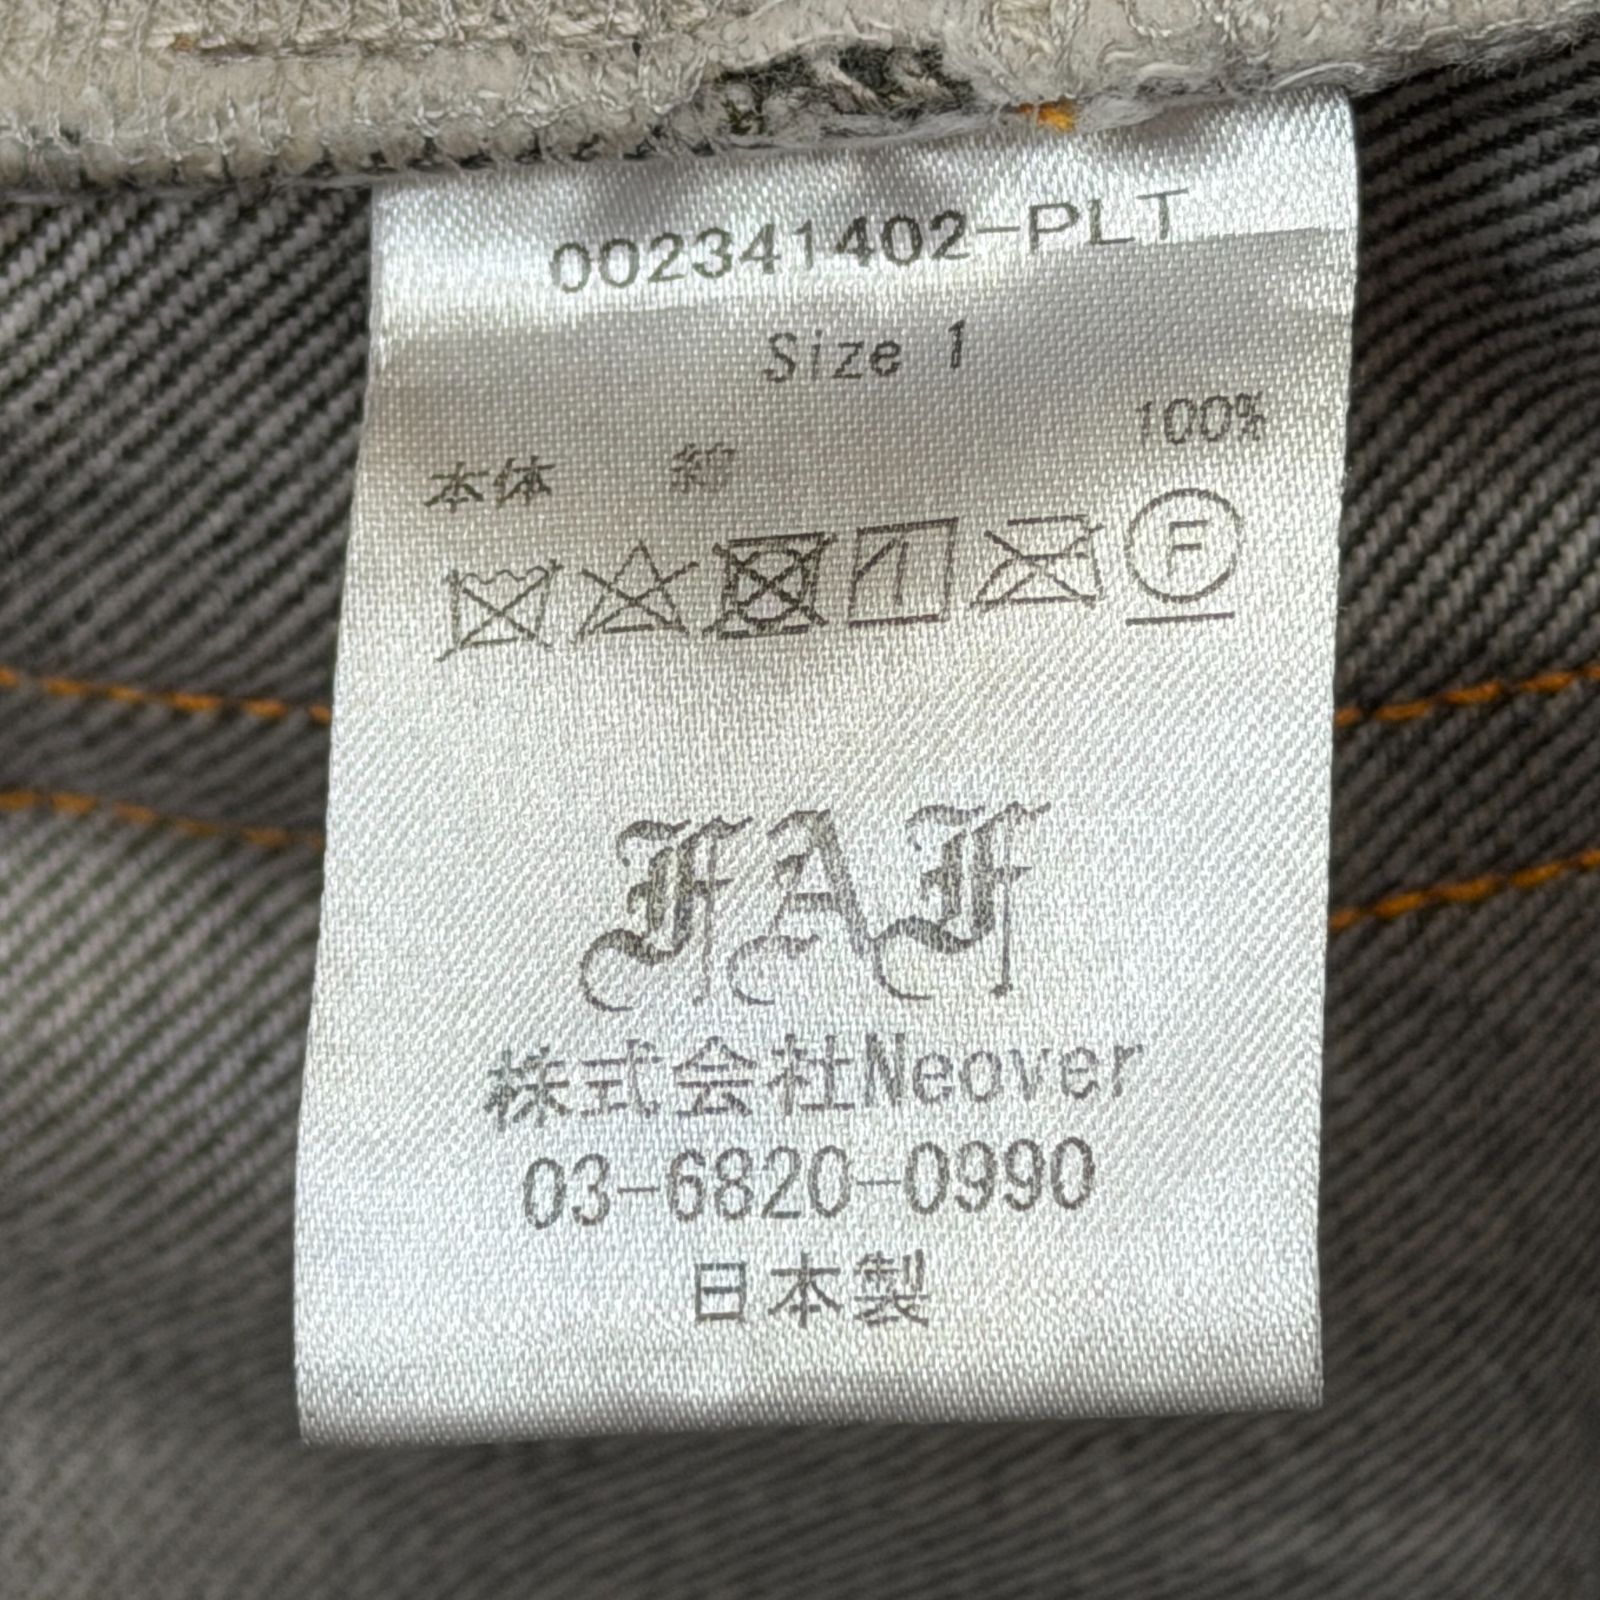 002341402-PLT
Size 1
本体 綿 100%
F
FAF
株式会社Neover
03-6820-0990
日本製